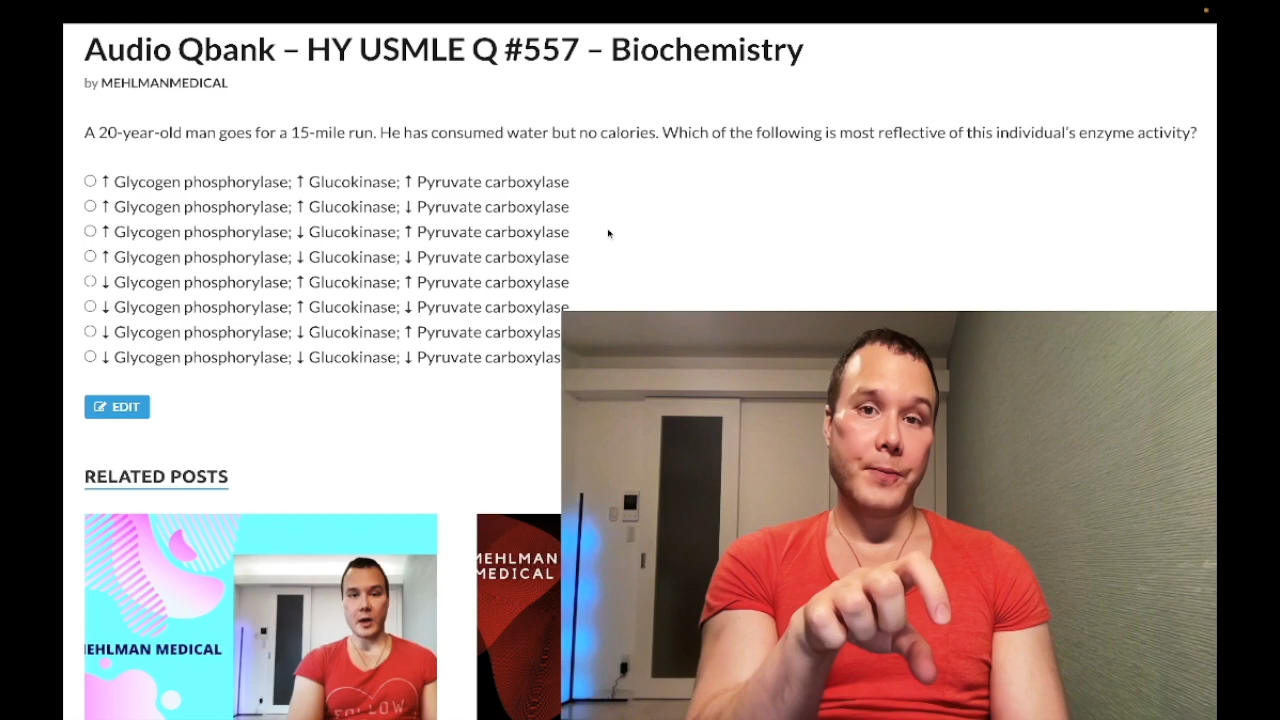 Audio Qbank – HY USMLE Q #557 – Biochemistry
by MEHLMANMEDICAL
A 20-year-old man goes for a 15-mile run. He has consumed water but no calories. Which of the following is most reflective of this individual's enzyme activity?
↑ Glycogen phosphorylase; ↑ Glucokinase; ↑ Pyruvate carboxylase
↑ Glycogen phosphorylase; ↑ Glucokinase; ↓ Pyruvate carboxylase
↑ Glycogen phosphorylase; ↓ Glucokinase; ↑ Pyruvate carboxylase
↑ Glycogen phosphorylase; ↓ Glucokinase; ↓ Pyruvate carboxylase
↓ Glycogen phosphorylase; ↑ Glucokinase; ↑ Pyruvate carboxylase
↓ Glycogen phosphorylase; ↑ Glucokinase; ↓ Pyruvate carboxylase
↓ Glycogen phosphorylase; ↓ Glucokinase; ↑ Pyruvate carboxylas
↓ Glycogen phosphorylase; ↓ Glucokinase; ↓ Pyruvate carboxylas
EDIT
RELATED POSTS
EHLMAN MEDICAL
FOLLOW
MEHLMAN
MEDICAL